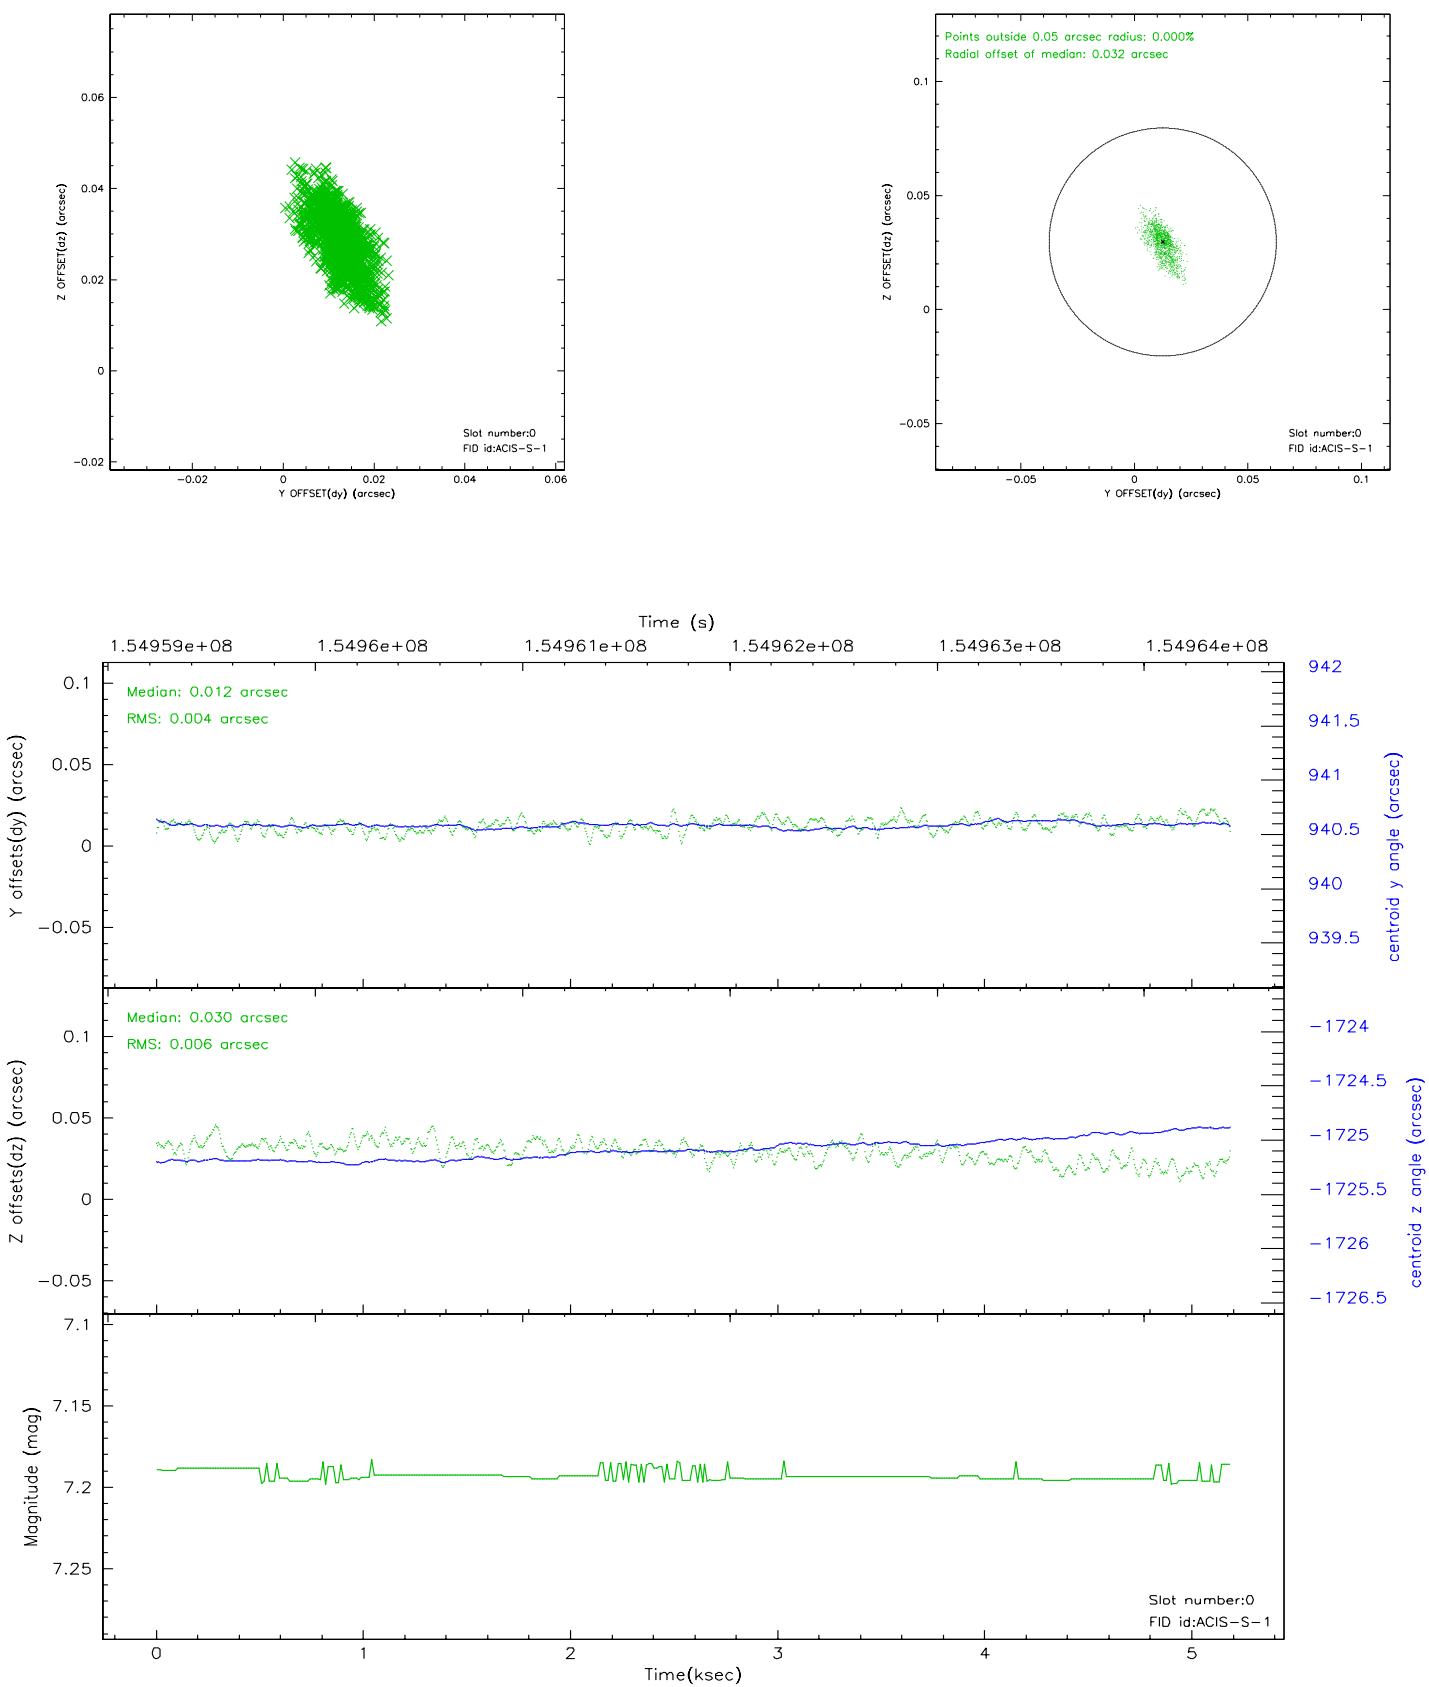 0.06
0.04
0.02
0
-0.02
Z OFFSET(dz) (arcsec)
-0.02 0 0.02 0.04 0.06
Y OFFSET(dy) (arcsec)
Slot number:0
FID id:ACIS-S-1
Points outside 0.05 arcsec radius: 0.000%
Radial offset of median: 0.032 arcsec
0.1
0.05
0
-0.05
Z OFFSET(dz) (arcsec)
-0.05 0 0.05 0.1
Y OFFSET(dy) (arcsec)
Slot number:0
FID id:ACIS-S-1
Time (s)
1.54959e+08 1.5496e+08 1.54961e+08 1.54962e+08 1.54963e+08 1.54964e+08
Median: 0.012 arcsec
RMS: 0.004 arcsec
0.1
0.05
0
-0.05
Y offsets(dy) (arcsec)
942
941.5
941
940.5
940
939.5
centroid y angle (arcsec)
Median: 0.030 arcsec
RMS: 0.006 arcsec
0.1
0.05
0
-0.05
Z offsets(dz) (arcsec)
-1724
-1724.5
-1725
-1725.5
-1726
-1726.5
centroid z angle (arcsec)
7.1
7.15
7.2
7.25
Magnitude (mag)
Slot number:0
FID id:ACIS-S-1
0 1 2 3 4 5
Time(ksec)